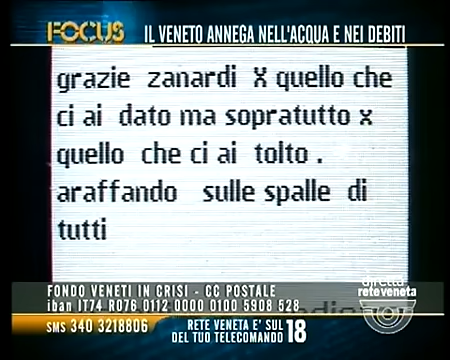 FOCUS
IL VENETO ANNEGA NELL'ACQUA E NEI DEBITI
grazie zanardi X quello che
ci ai dato ma sopratutto x
quello che ci ai tolto .
araffando sulle spalle di
tutti
FONDO VENETI IN CRISI - CC POSTALE
iban IT74 R076 0112 0000 0100 5908 528
diretta
reteveneta
SMS 340 3218806
RETE VENETA E' SUL
DEL TUO TELECOMANDO
18